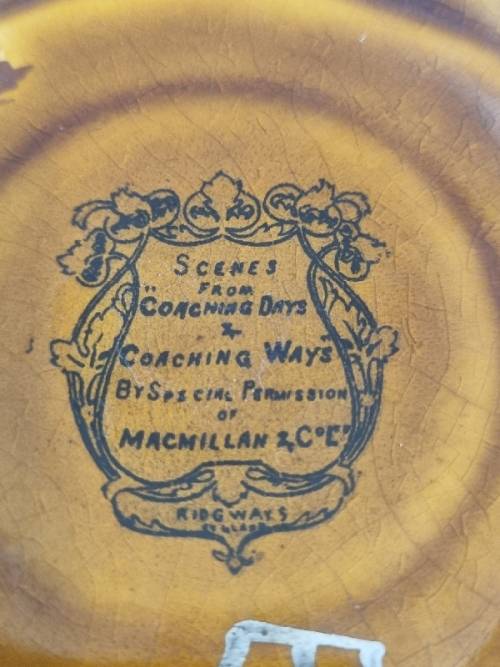 SCENES
FROM
"COACHING DAYS
&
COACHING WAYS"
BY SPECIAL PERMISSION
OF
MACMILLAN & Co Ld
RIDGWAYS
ENGLAND